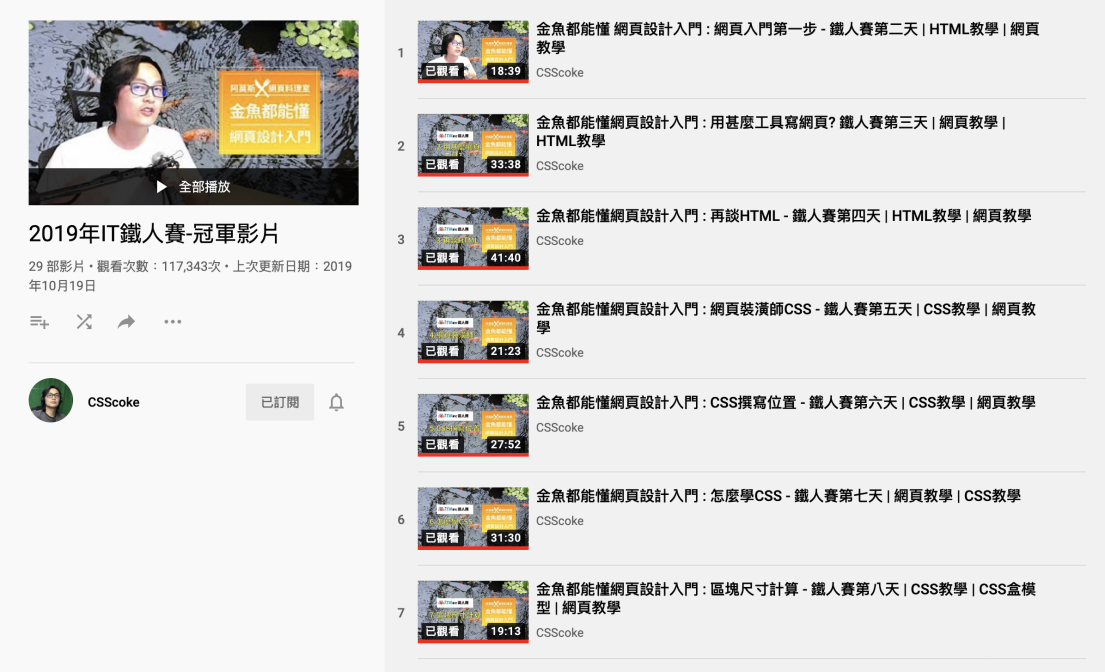 阿莫斯X網頁料理室
金魚都能懂
網頁設計入門
全部播放
2019年IT鐵人賽-冠軍影片
29 部影片 • 觀看次數：117,343次 • 上次更新日期：2019
年10月19日
CSScoke
已訂閱
1
已觀看
18:39
金魚都能懂 網頁設計入門 : 網頁入門第一步 - 鐵人賽第二天 | HTML教學 | 網頁
教學
CSScoke
2
已觀看
33:38
金魚都能懂網頁設計入門 : 用甚麼工具寫網頁? 鐵人賽第三天 | 網頁教學 |
HTML教學
CSScoke
3
已觀看
41:40
金魚都能懂網頁設計入門 : 再談HTML - 鐵人賽第四天 | HTML教學 | 網頁教學
CSScoke
4
已觀看
21:23
金魚都能懂網頁設計入門 : 網頁裝潢師CSS - 鐵人賽第五天 | CSS教學 | 網頁教
學
CSScoke
5
已觀看
27:52
金魚都能懂網頁設計入門 : CSS撰寫位置 - 鐵人賽第六天 | CSS教學 | 網頁教學
CSScoke
6
已觀看
31:30
金魚都能懂網頁設計入門 : 怎麼學CSS - 鐵人賽第七天 | 網頁教學 | CSS教學
CSScoke
7
已觀看
19:13
金魚都能懂網頁設計入門 : 區塊尺寸計算 - 鐵人賽第八天 | CSS教學 | CSS盒模
型 | 網頁教學
CSScoke